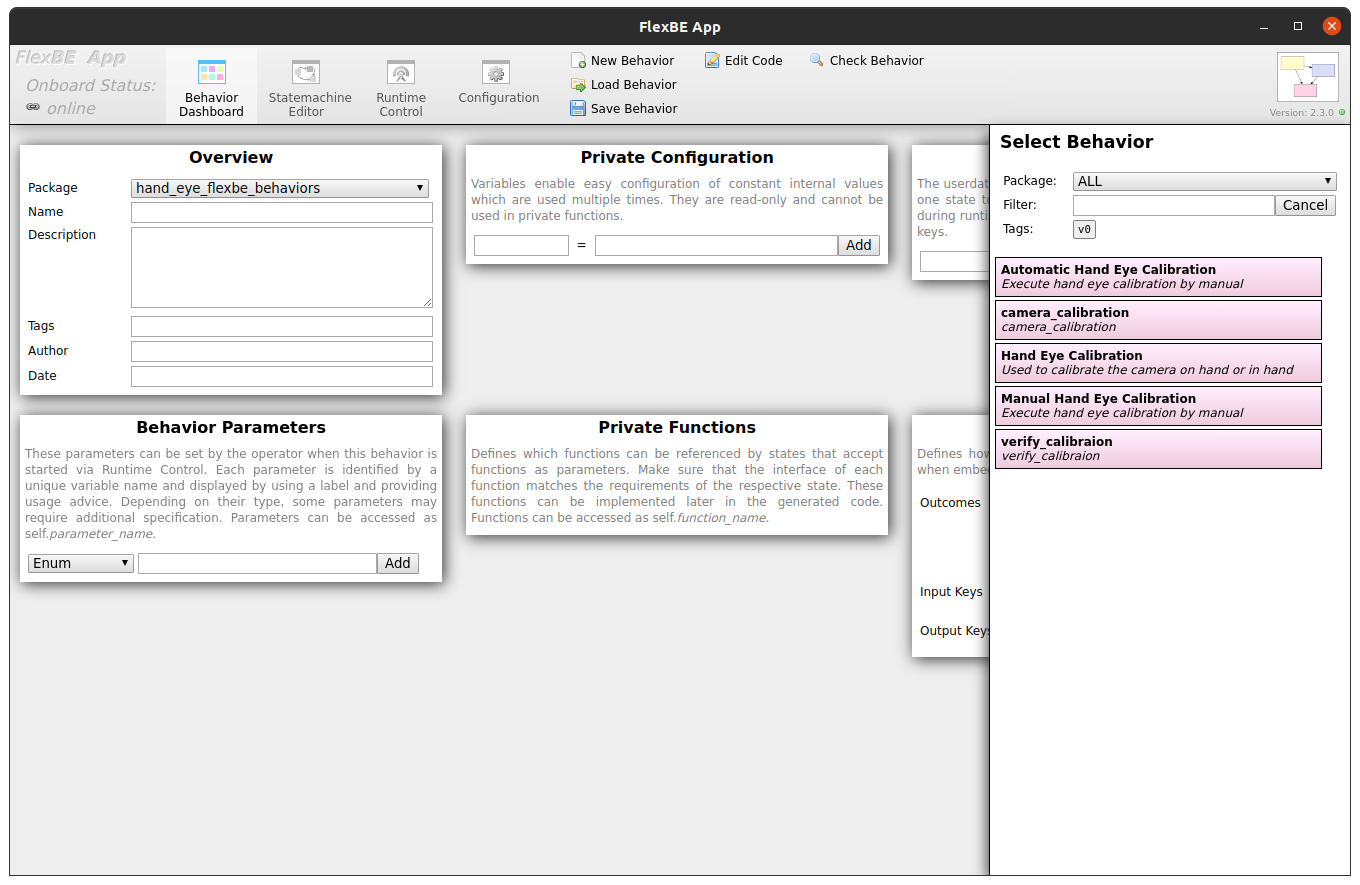 FlexBE App
FlexBE App
Onboard Status:
online
Behavior
Dashboard
Statemachine
Editor
Runtime
Control
Configuration
New Behavior
Load Behavior
Save Behavior
Edit Code
Check Behavior
Version: 2.3.0
Overview
Package
hand_eye_flexbe_behaviors
Name
Description
Tags
Author
Date
Private Configuration
Variables enable easy configuration of constant internal values
which are used multiple times. They are read-only and cannot be
used in private functions.
=
Add
The userdat
one state t
during runti
keys.
Behavior Parameters
These parameters can be set by the operator when this behavior is
started via Runtime Control. Each parameter is identified by a
unique variable name and displayed by using a label and providing
usage advice. Depending on their type, some parameters may
require additional specification. Parameters can be accessed as
self.parameter_name.
Enum
Add
Private Functions
Defines which functions can be referenced by states that accept
functions as parameters. Make sure that the interface of each
function matches the requirements of the respective state. These
functions can be implemented later in the generated code.
Functions can be accessed as self.function_name.
Defines how
when embe
Outcomes
Input Keys
Output Keys
Select Behavior
Package:
ALL
Filter:
Cancel
Tags:
v0
Automatic Hand Eye Calibration
Execute hand eye calibration by manual
camera_calibration
camera_calibration
Hand Eye Calibration
Used to calibrate the camera on hand or in hand
Manual Hand Eye Calibration
Execute hand eye calibration by manual
verify_calibraion
verify_calibraion